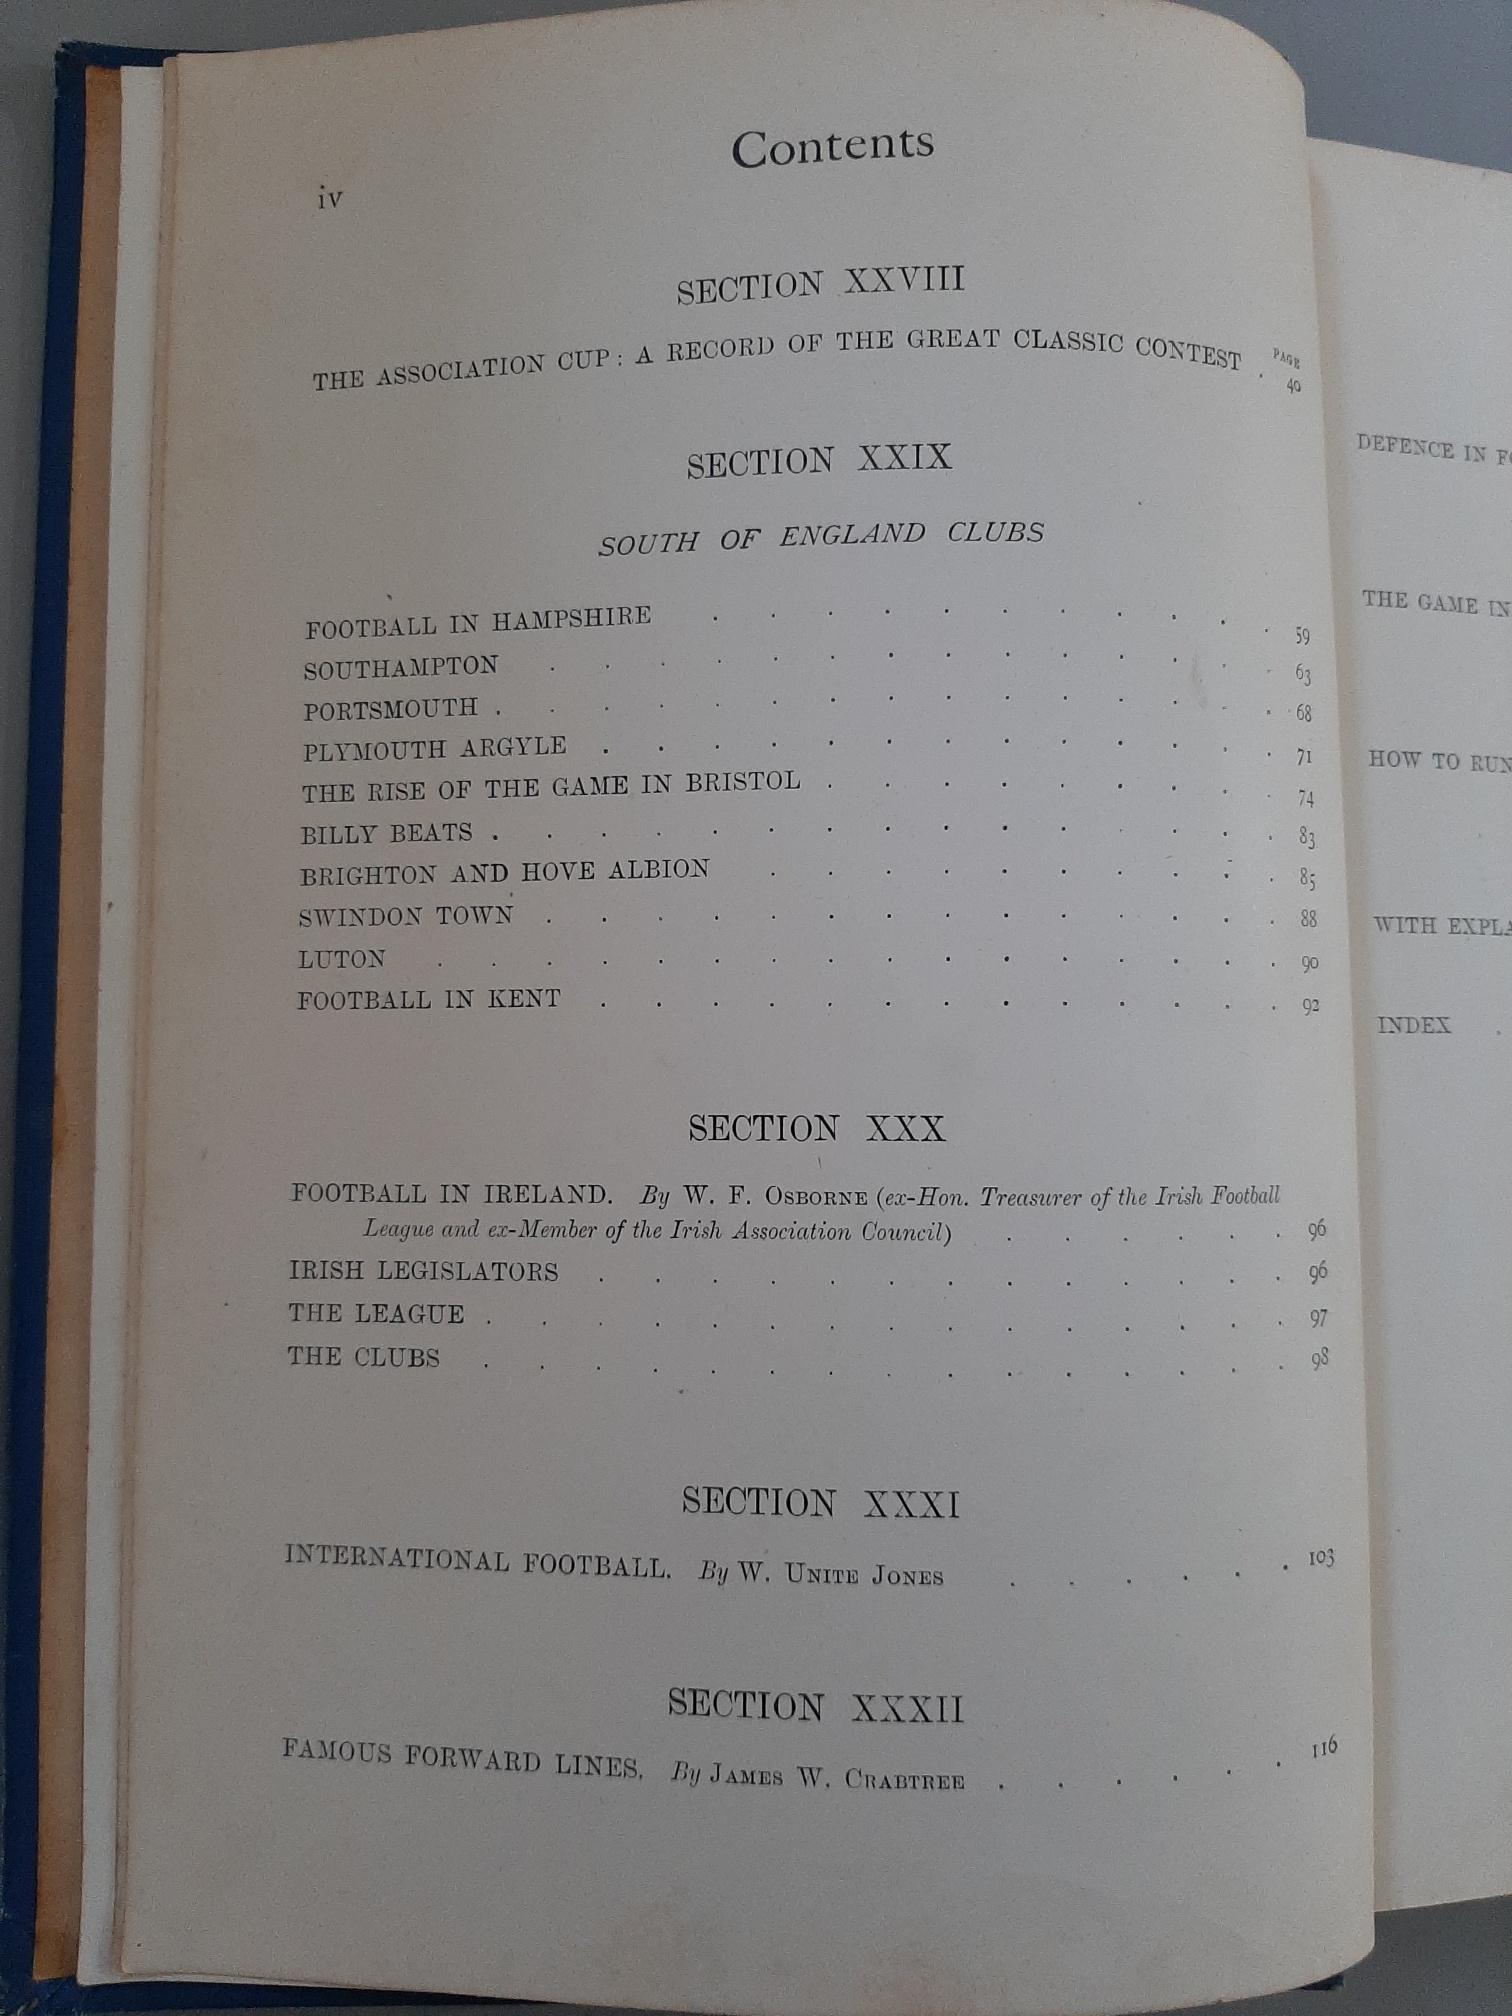 Contents
iv
SECTION XXVIII
PAGE
THE ASSOCIATION CUP: A RECORD OF THE GREAT CLASSIC CONTEST . 40
SECTION XXIX
SOUTH OF ENGLAND CLUBS
FOOTBALL IN HAMPSHIRE . . . . . . . . . . . 59
SOUTHAMPTON . . . . . . . . . . . . . . 63
PORTSMOUTH . . . . . . . . . . . . . . . 68
PLYMOUTH ARGYLE . . . . . . . . . . . . . 71
THE RISE OF THE GAME IN BRISTOL . . . . . . . . . 74
BILLY BEATS . . . . . . . . . . . . . . . 83
BRIGHTON AND HOVE ALBION . . . . . . . . . . 85
SWINDON TOWN . . . . . . . . . . . . . . 88
LUTON . . . . . . . . . . . . . . . . 90
FOOTBALL IN KENT . . . . . . . . . . . . . 92
SECTION XXX
FOOTBALL IN IRELAND. By W. F. OSBORNE (ex-Hon. Treasurer of the Irish Football
League and ex-Member of the Irish Association Council) . . . . . . 96
IRISH LEGISLATORS . . . . . . . . . . . . . 96
THE LEAGUE . . . . . . . . . . . . . . . 97
THE CLUBS . . . . . . . . . . . . . . . 98
SECTION XXXI
INTERNATIONAL FOOTBALL. By W. UNITE JONES . . . . . . 103
SECTION XXXII
FAMOUS FORWARD LINES. By JAMES W. CRABTREE . . . . . . 116
DEFENCE IN
THE GAME IN
HOW TO RUN
WITH
INDEX .